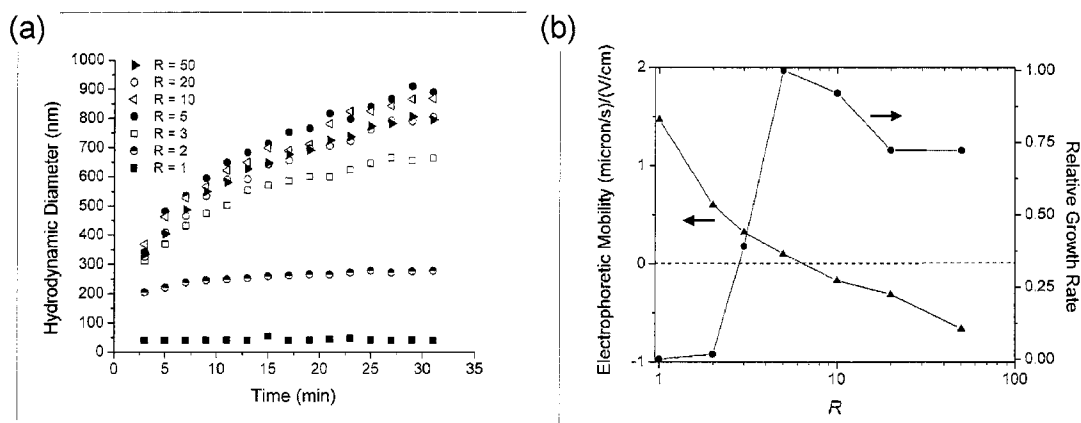 (a)
1000
900
800
700
600
500
400
300
200
100
0
Hydrodynamic Diameter (nm)
R = 50
R = 20
R = 10
R = 5
R = 3
R = 2
R = 1
0 5 10 15 20 25 30 35
Time (min)
(b)
Electrophoretic Mobility (micron/s)/(V/cm)
2
1
0
-1
1 10 100
R
1.00
0.75
0.50
0.25
0.00
Relative Growth Rate